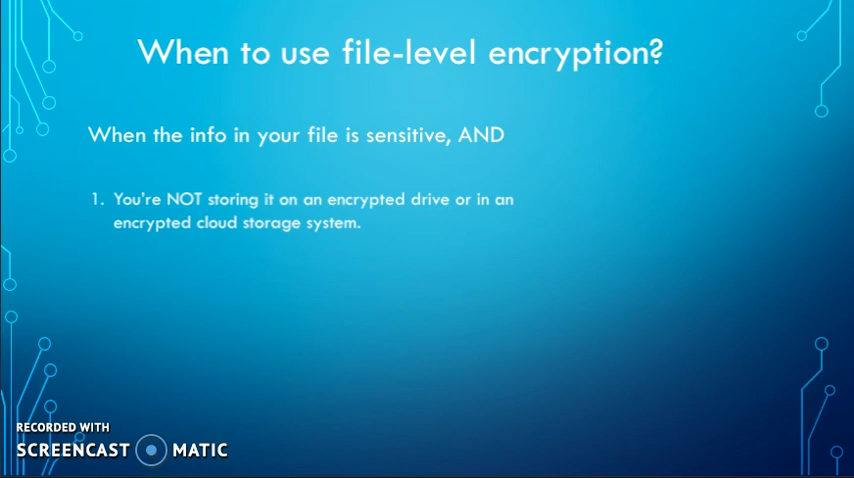 When to use file-level encryption?
When the info in your file is sensitive, AND
1. You're NOT storing it on an encrypted drive or in an
encrypted cloud storage system.
RECORDED WITH
SCREENCAST MATIC